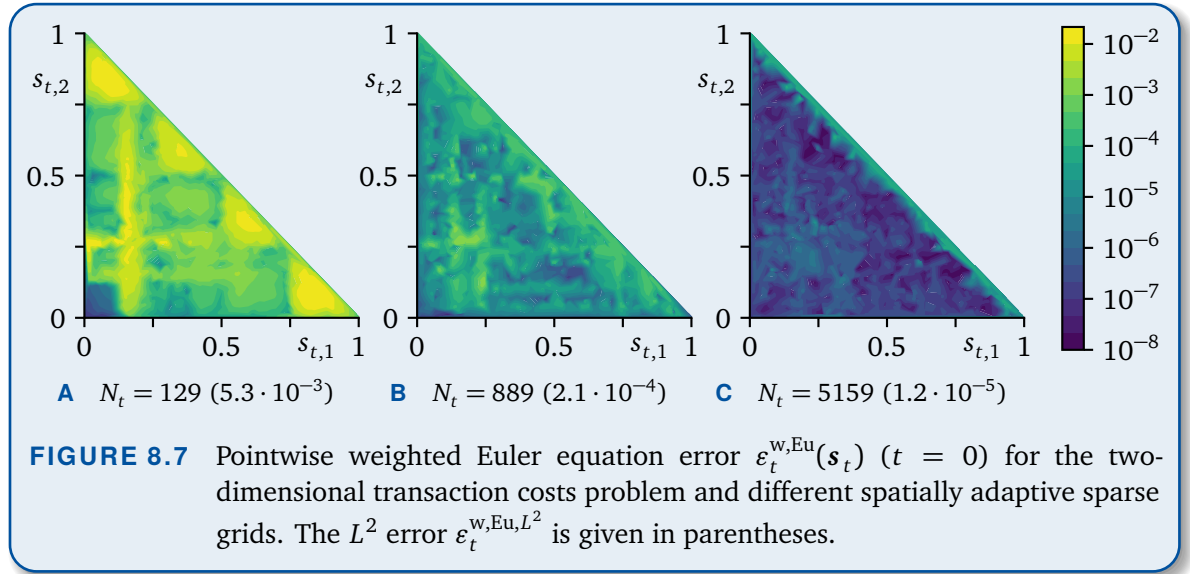 1
s_{t,2}
0.5
0
0
0.5
s_{t,1}
1
A N_t = 129 (5.3 · 10^{−3})
1
s_{t,2}
0.5
0
0
0.5
s_{t,1}
1
B N_t = 889 (2.1 · 10^{−4})
1
s_{t,2}
0.5
0
0
0.5
s_{t,1}
1
C N_t = 5159 (1.2 · 10^{−5})
10^{−2}
10^{−3}
10^{−4}
10^{−5}
10^{−6}
10^{−7}
10^{−8}
FIGURE 8.7 Pointwise weighted Euler equation error ε_t^{w,Eu}(s_t) (t = 0) for the two-
dimensional transaction costs problem and different spatially adaptive sparse
grids. The L^2 error ε_t^{w,Eu,L^2} is given in parentheses.